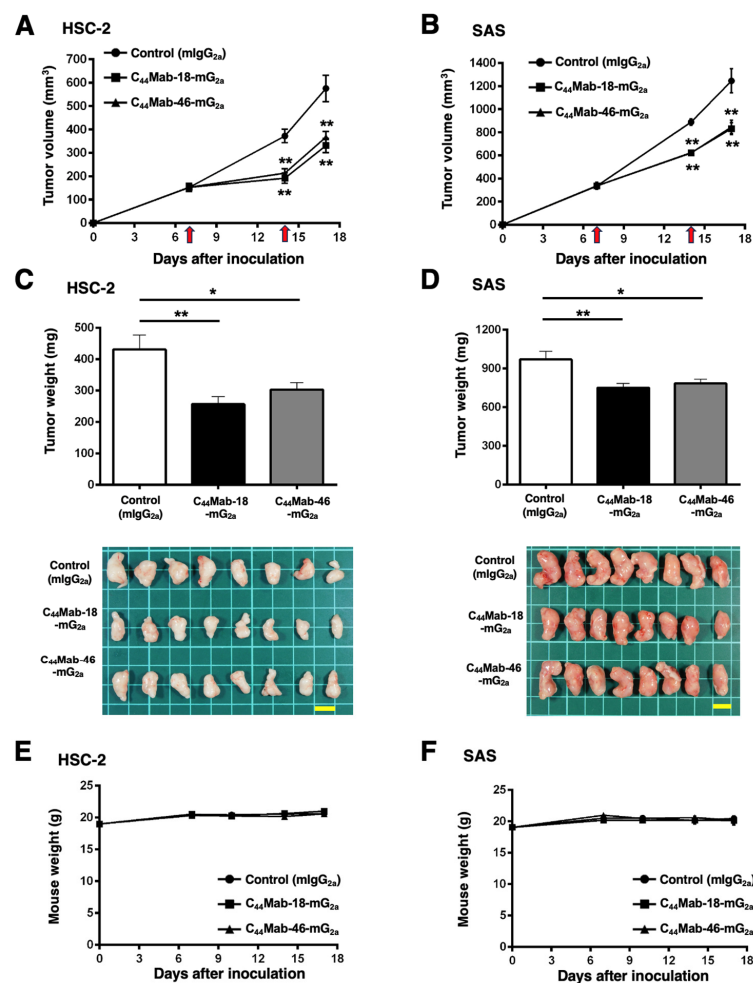 A
HSC-2
Tumor volume (mm³)
700
600
500
400
300
200
100
0
Control (mIgG₂ₐ)
C₄₄Mab-18-mG₂ₐ
C₄₄Mab-46-mG₂ₐ
**
**
**
**
0 3 6 9 12 15 18
Days after inoculation
B
SAS
Tumor volume (mm³)
1400
1200
1000
800
600
400
200
0
Control (mIgG₂ₐ)
C₄₄Mab-18-mG₂ₐ
C₄₄Mab-46-mG₂ₐ
**
**
**
**
0 3 6 9 12 15 18
Days after inoculation
C
HSC-2
*
**
Tumor weight (mg)
500
400
300
200
100
0
Control
(mIgG₂ₐ)
C₄₄Mab-18
-mG₂ₐ
C₄₄Mab-46
-mG₂ₐ
Control
(mIgG₂ₐ)
C₄₄Mab-18
-mG₂ₐ
C₄₄Mab-46
-mG₂ₐ
D
SAS
*
**
Tumor weight (mg)
1200
900
600
300
0
Control
(mIgG₂ₐ)
C₄₄Mab-18
-mG₂ₐ
C₄₄Mab-46
-mG₂ₐ
Control
(mIgG₂ₐ)
C₄₄Mab-18
-mG₂ₐ
C₄₄Mab-46
-mG₂ₐ
E
HSC-2
Mouse weight (g)
25
20
15
10
5
0
Control (mIgG₂ₐ)
C₄₄Mab-18-mG₂ₐ
C₄₄Mab-46-mG₂ₐ
0 3 6 9 12 15 18
Days after inoculation
F
SAS
Mouse weight (g)
25
20
15
10
5
0
Control (mIgG₂ₐ)
C₄₄Mab-18-mG₂ₐ
C₄₄Mab-46-mG₂ₐ
0 3 6 9 12 15 18
Days after inoculation